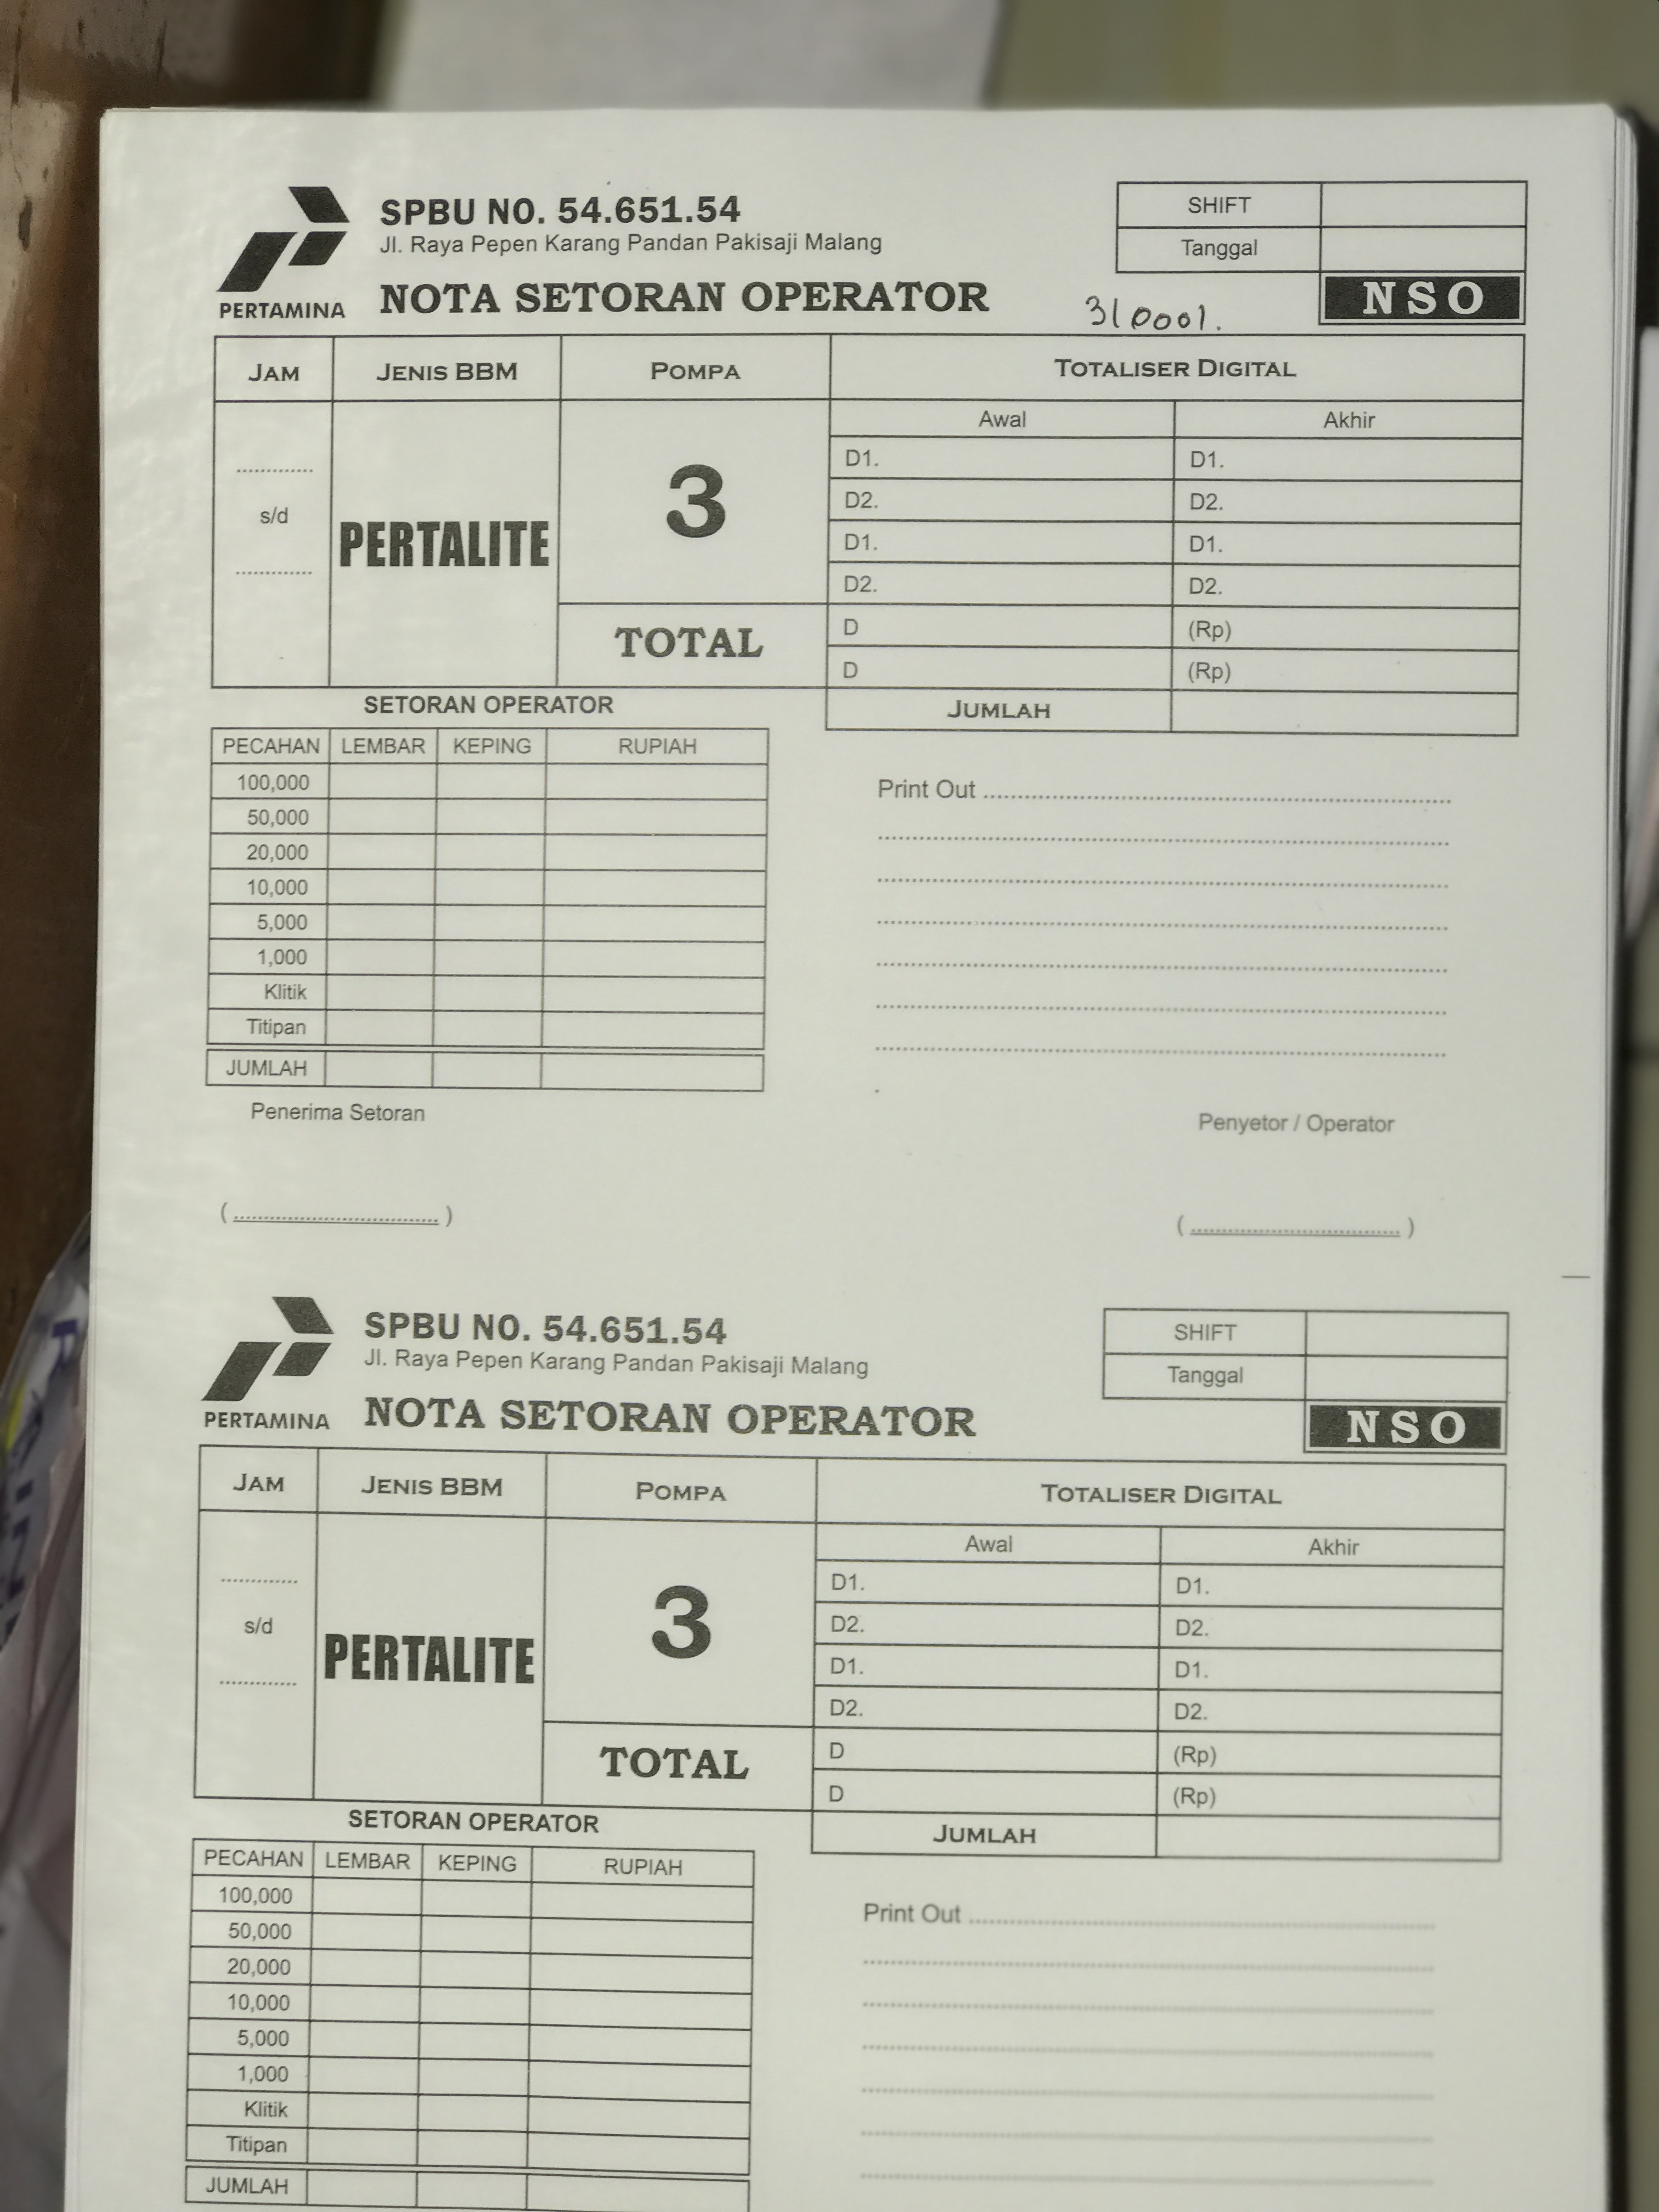 SPBU NO. 54.651.54
Jl. Raya Pepen Karang Pandan Pakisaji Malang
PERTAMINA
NOTA SETORAN OPERATOR
SHIFT
Tanggal
3/0001.
NSO
JAM JENIS BBM POMPA TOTALISER DIGITAL
Awal Akhir
............. s/d .............
PERTALITE
3
D1. D1.
D2. D2.
D1. D1.
D2. D2.
TOTAL
D (Rp)
D (Rp)
JUMLAH
SETORAN OPERATOR
PECAHAN LEMBAR KEPING RUPIAH
100,000
50,000
20,000
10,000
5,000
1,000
Klitik
Titipan
JUMLAH
Print Out
Penerima Setoran
Penyetor / Operator
(..................................)
(..................................)
SPBU NO. 54.651.54
Jl. Raya Pepen Karang Pandan Pakisaji Malang
PERTAMINA
NOTA SETORAN OPERATOR
SHIFT
Tanggal
NSO
JAM JENIS BBM POMPA TOTALISER DIGITAL
Awal Akhir
............. s/d .............
PERTALITE
3
D1. D1.
D2. D2.
D1. D1.
D2. D2.
TOTAL
D (Rp)
D (Rp)
JUMLAH
SETORAN OPERATOR
PECAHAN LEMBAR KEPING RUPIAH
100,000
50,000
20,000
10,000
5,000
1,000
Klitik
Titipan
JUMLAH
Print Out